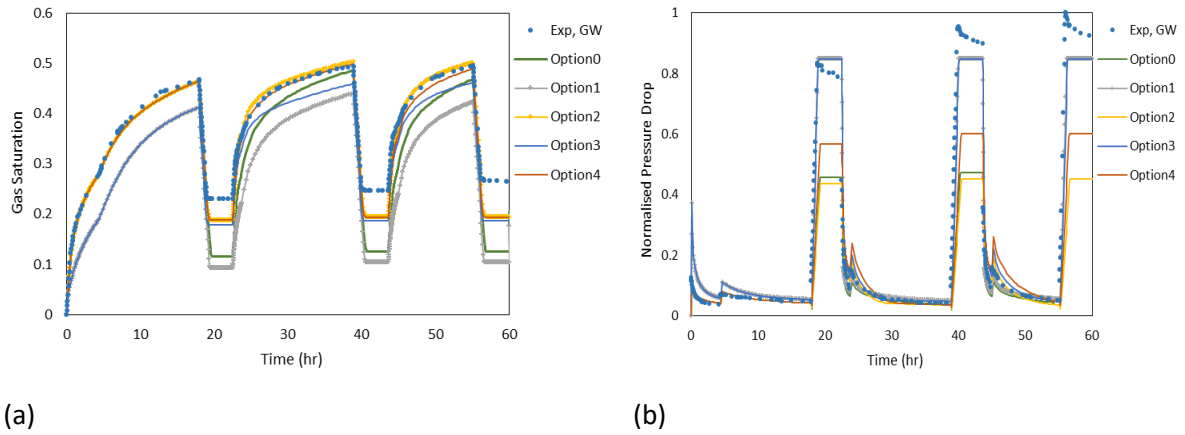 0.6
0.5
0.4
0.3
0.2
0.1
0
Gas Saturation
0 10 20 30 40 50 60
Time (hr)
Exp, GW
Option0
Option1
Option2
Option3
Option4
(a)
1
0.8
0.6
0.4
0.2
0
Normalised Pressure Drop
0 10 20 30 40 50 60
Time (hr)
Exp, GW
Option0
Option1
Option2
Option3
Option4
(b)